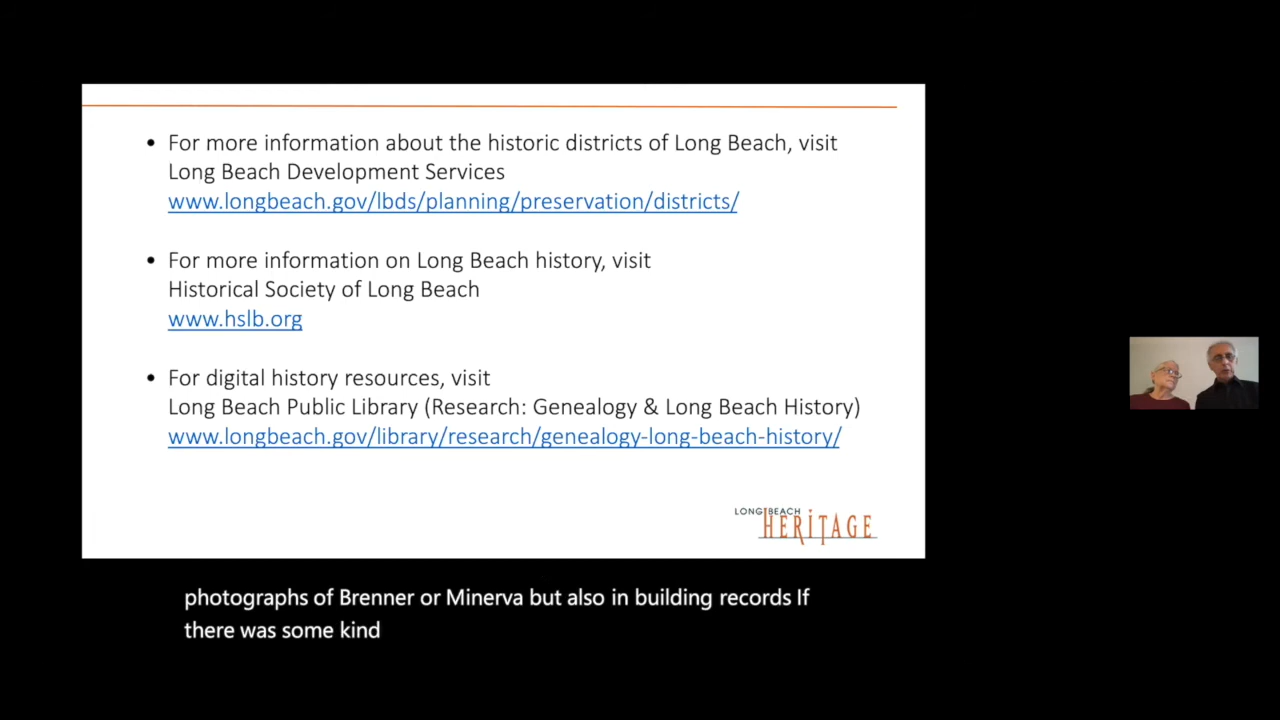 • For more information about the historic districts of Long Beach, visit
Long Beach Development Services
www.longbeach.gov/lbds/planning/preservation/districts/
• For more information on Long Beach history, visit
Historical Society of Long Beach
www.hslb.org
• For digital history resources, visit
Long Beach Public Library (Research: Genealogy & Long Beach History)
www.longbeach.gov/library/research/genealogy-long-beach-history/
LONG BEACH
HERITAGE
photographs of Brenner or Minerva but also in building records If
there was some kind